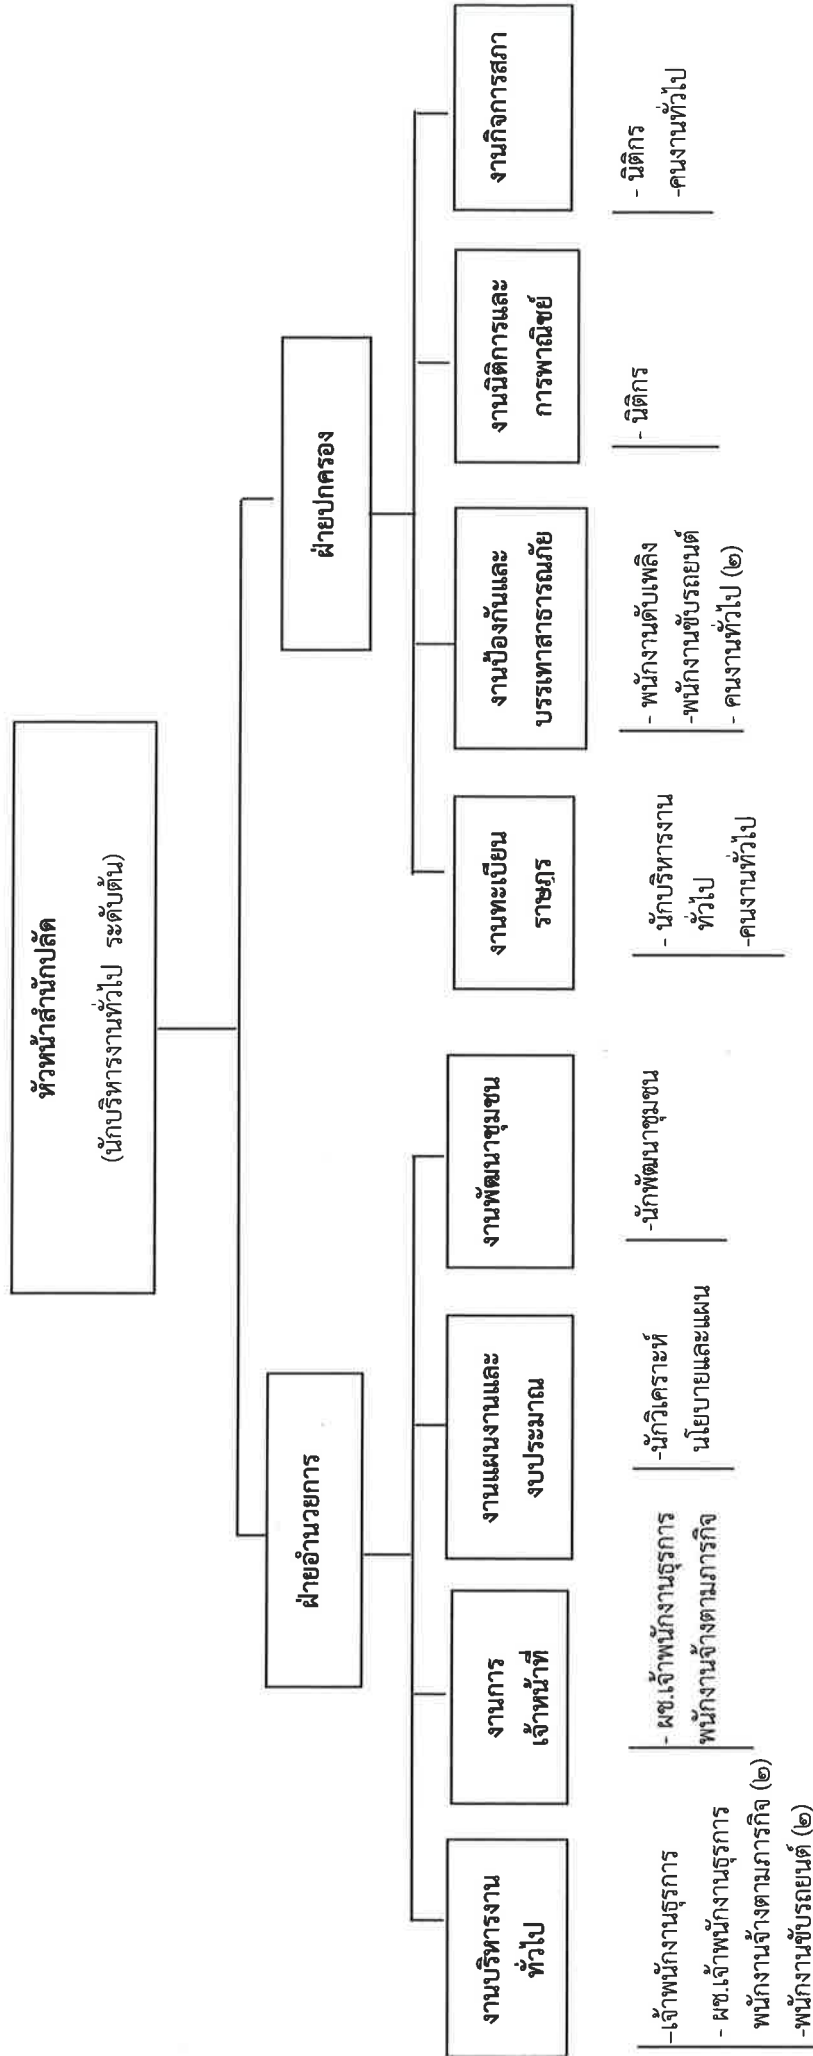 หัวหน้าสำนักปลัด
(นักบริหารงานทั่วไป ระดับต้น)
ฝ่ายอำนวยการ
ฝ่ายปกครอง
งานบริหารงาน
ทั่วไป
งานการ
เจ้าหน้าที่
งานแผนงานและ
งบประมาณ
งานพัฒนาชุมชน
งานทะเบียน
ราษฎร
งานป้องกันและ
บรรเทาสาธารณภัย
งานนิติการและ
การพาณิชย์
งานกิจการสภา
–เจ้าพนักงานธุรการ
- ผช.เจ้าพนักงานธุรการ
พนักงานจ้างตามภารกิจ (๒)
-พนักงานขับรถยนต์ (๒)
- ผช.เจ้าพนักงานธุรการ
พนักงานจ้างตามภารกิจ
-นักวิเคราะห์
นโยบายและแผน
-นักพัฒนาชุมชน
- นักบริหารงาน
ทั่วไป
-คนงานทั่วไป
- พนักงานดับเพลิง
-พนักงานขับรถยนต์
- คนงานทั่วไป (๒)
- นิติกร
- นิติกร
-คนงานทั่วไป